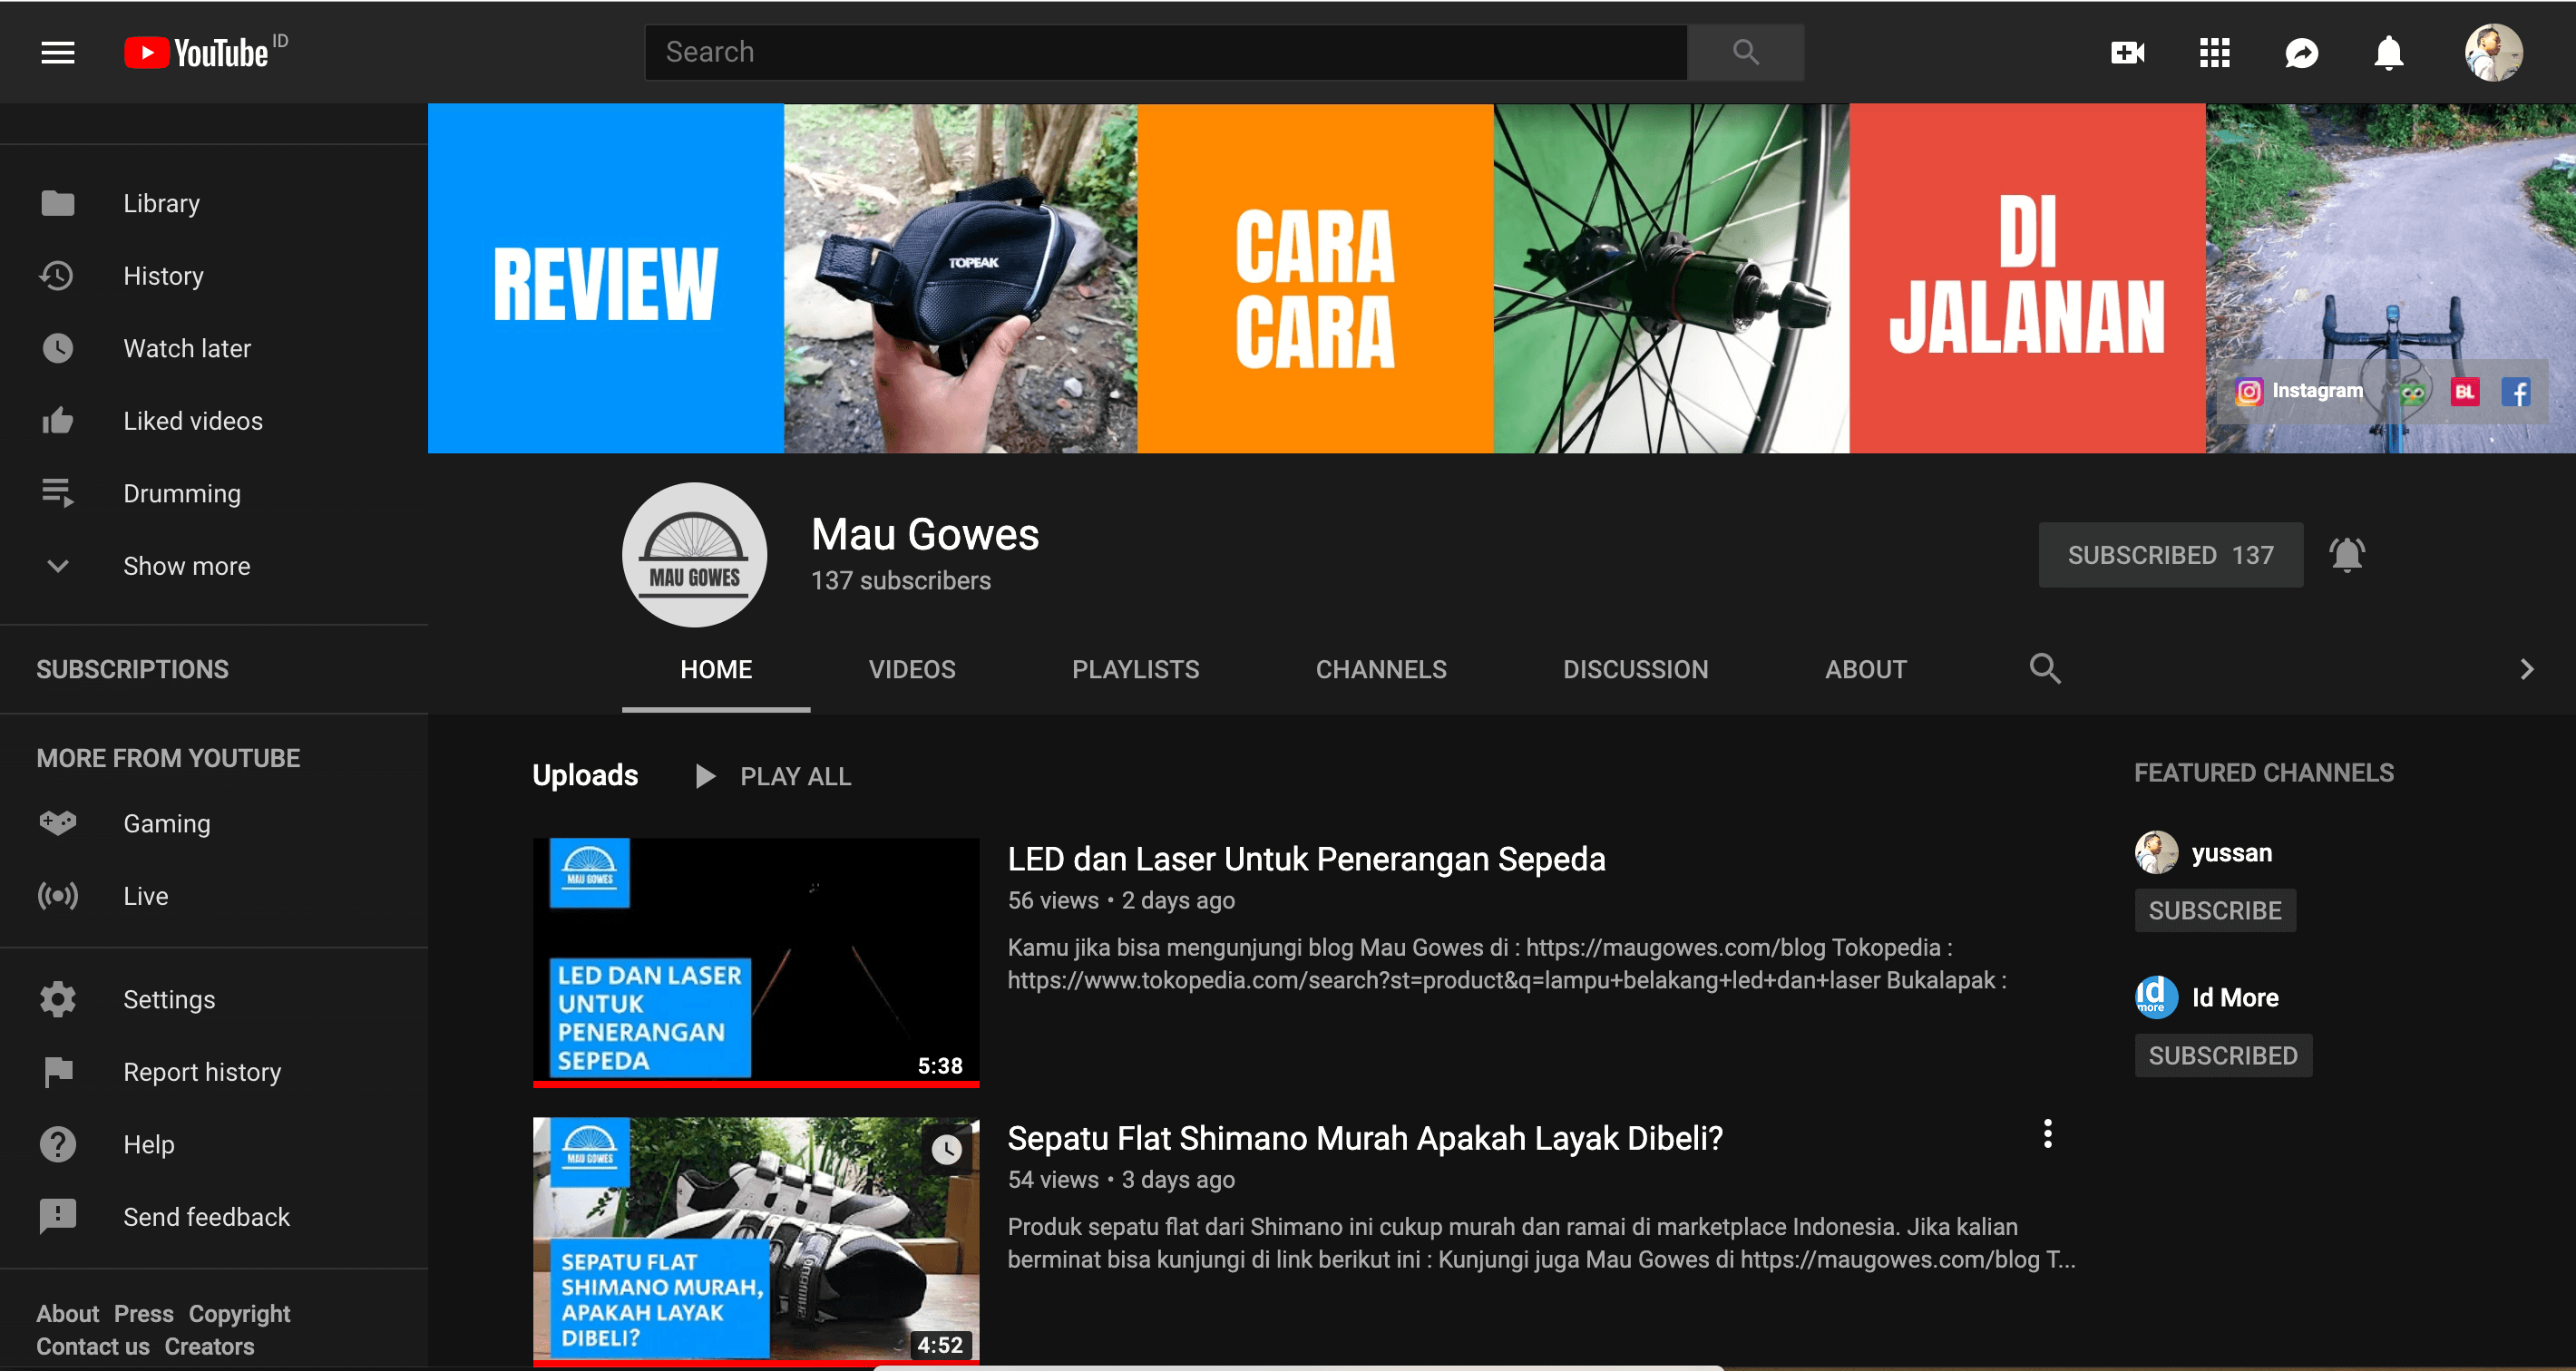 YouTube ID
Search
Library
History
Watch later
Liked videos
Drumming
Show more
SUBSCRIPTIONS
MORE FROM YOUTUBE
Gaming
Live
Settings
Report history
Help
Send feedback
About Press Copyright
Contact us Creators
REVIEW
TOPEAK
CARA
CARA
DI
JALANAN
Instagram
BL
MAU GOWES
Mau Gowes
137 subscribers
SUBSCRIBED 137
HOME
VIDEOS
PLAYLISTS
CHANNELS
DISCUSSION
ABOUT
Uploads
PLAY ALL
MAU GOWES
LED DAN LASER
UNTUK
PENERANGAN
SEPEDA
5:38
LED dan Laser Untuk Penerangan Sepeda
56 views • 2 days ago
Kamu jika bisa mengunjungi blog Mau Gowes di : https://maugowes.com/blog Tokopedia :
https://www.tokopedia.com/search?st=product&q=lampu+belakang+led+dan+laser Bukalapak :
MAU GOWES
SEPATU FLAT
SHIMANO MURAH,
APAKAH LAYAK
DIBELI?
4:52
Sepatu Flat Shimano Murah Apakah Layak Dibeli?
54 views • 3 days ago
Produk sepatu flat dari Shimano ini cukup murah dan ramai di marketplace Indonesia. Jika kalian
berminat bisa kunjungi di link berikut ini : Kunjungi juga Mau Gowes di https://maugowes.com/blog T...
FEATURED CHANNELS
yussan
SUBSCRIBE
Id
more
Id More
SUBSCRIBED